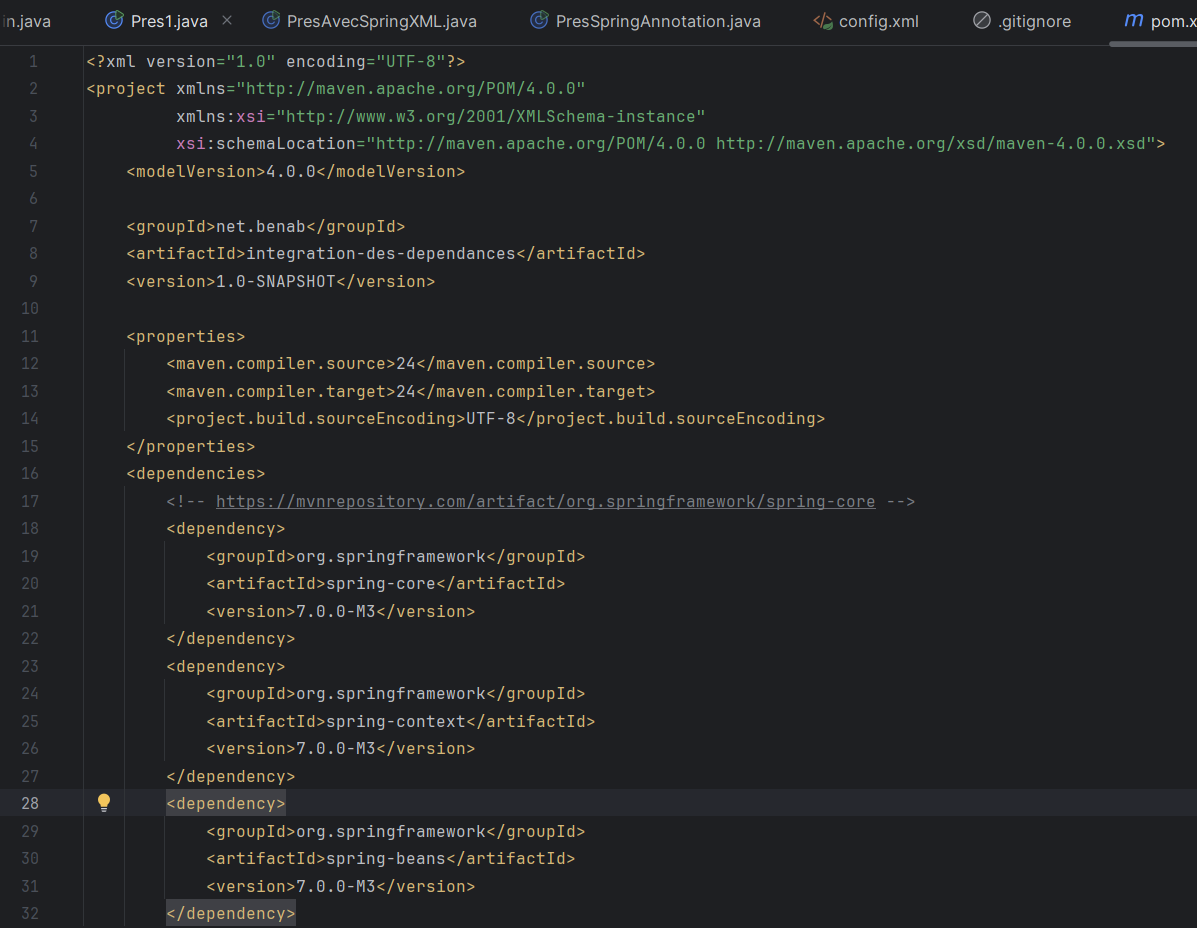 in.java Pres1.java PresAvecSpringXML.java PresSpringAnnotation.java config.xml .gitignore m pom.x
1 <?xml version="1.0" encoding="UTF-8"?>
2 <project xmlns="http://maven.apache.org/POM/4.0.0"
3 xmlns:xsi="http://www.w3.org/2001/XMLSchema-instance"
4 xsi:schemaLocation="http://maven.apache.org/POM/4.0.0 http://maven.apache.org/xsd/maven-4.0.0.xsd">
5 <modelVersion>4.0.0</modelVersion>
6
7 <groupId>net.benab</groupId>
8 <artifactId>integration-des-dependances</artifactId>
9 <version>1.0-SNAPSHOT</version>
10
11 <properties>
12 <maven.compiler.source>24</maven.compiler.source>
13 <maven.compiler.target>24</maven.compiler.target>
14 <project.build.sourceEncoding>UTF-8</project.build.sourceEncoding>
15 </properties>
16 <dependencies>
17 <!-- https://mvnrepository.com/artifact/org.springframework/spring-core -->
18 <dependency>
19 <groupId>org.springframework</groupId>
20 <artifactId>spring-core</artifactId>
21 <version>7.0.0-M3</version>
22 </dependency>
23 <dependency>
24 <groupId>org.springframework</groupId>
25 <artifactId>spring-context</artifactId>
26 <version>7.0.0-M3</version>
27 </dependency>
28 <dependency>
29 <groupId>org.springframework</groupId>
30 <artifactId>spring-beans</artifactId>
31 <version>7.0.0-M3</version>
32 </dependency>